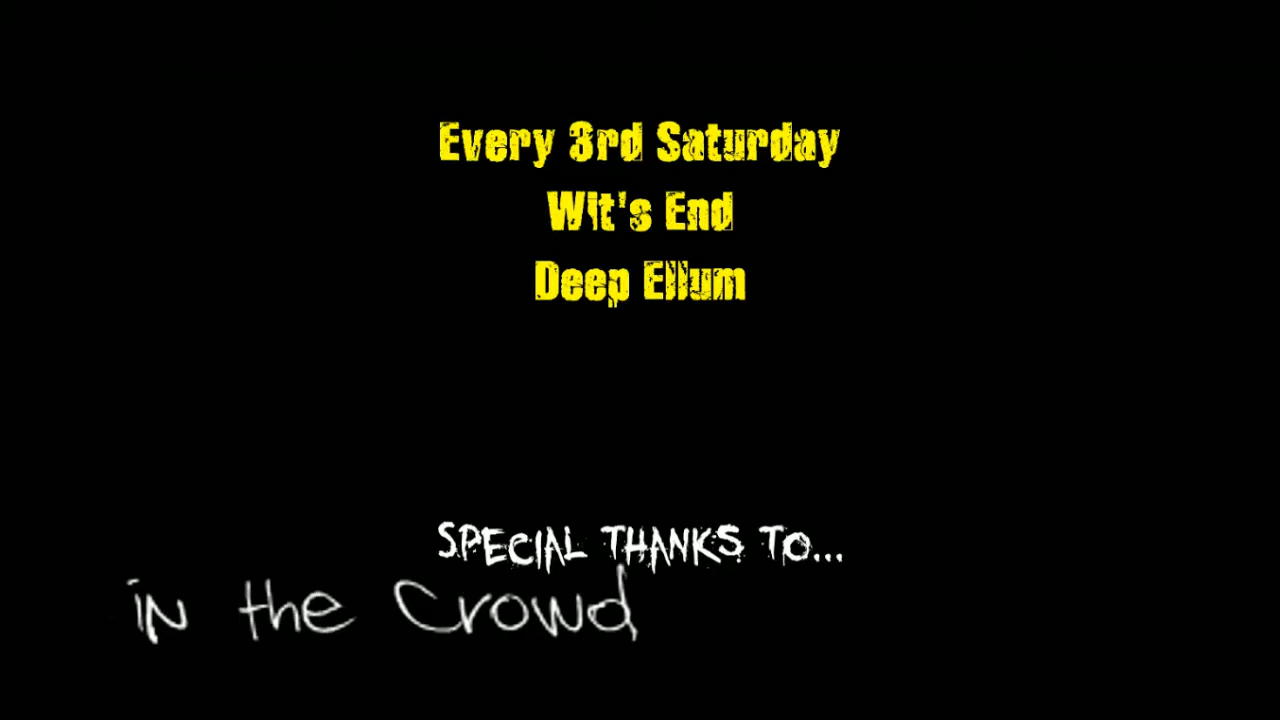 Every 3rd Saturday
Wit's End
Deep Ellum
SPECIAL THANKS TO...
in the Crowd